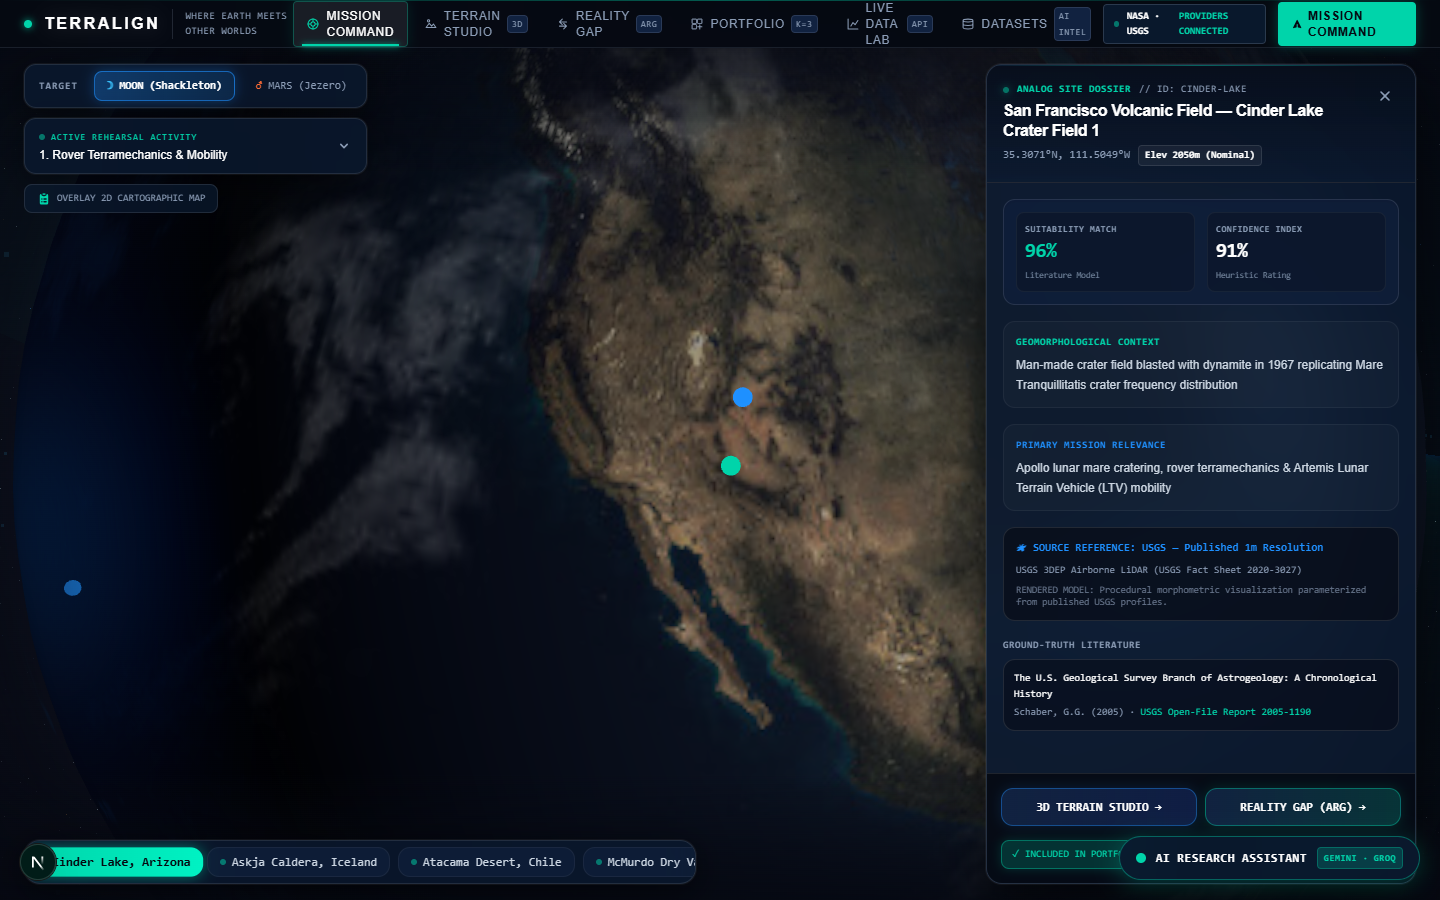 TERRALIGN
WHERE EARTH MEETS
OTHER WORLDS
MISSION
COMMAND
TERRAIN
STUDIO
3D
REALITY
GAP
ARG
PORTFOLIO
K=3
LIVE
DATA
LAB
API
DATASETS
AI
INTEL
NASA ·
USGS
PROVIDERS
CONNECTED
MISSION
COMMAND
TARGET
MOON (Shackleton)
MARS (Jezero)
ACTIVE REHEARSAL ACTIVITY
1. Rover Terramechanics & Mobility
OVERLAY 2D CARTOGRAPHIC MAP
ANALOG SITE DOSSIER // ID: CINDER-LAKE
San Francisco Volcanic Field — Cinder Lake
Crater Field 1
35.3071°N, 111.5049°W Elev 2050m (Nominal)
SUITABILITY MATCH
96%
Literature Model
CONFIDENCE INDEX
91%
Heuristic Rating
GEOMORPHOLOGICAL CONTEXT
Man-made crater field blasted with dynamite in 1967 replicating Mare
Tranquillitatis crater frequency distribution
PRIMARY MISSION RELEVANCE
Apollo lunar mare cratering, rover terramechanics & Artemis Lunar
Terrain Vehicle (LTV) mobility
SOURCE REFERENCE: USGS — Published 1m Resolution
USGS 3DEP Airborne LiDAR (USGS Fact Sheet 2020-3027)
RENDERED MODEL: Procedural morphometric visualization parameterized
from published USGS profiles.
GROUND-TRUTH LITERATURE
The U.S. Geological Survey Branch of Astrogeology: A Chronological
History
Schaber, G.G. (2005) · USGS Open-File Report 2005-1190
3D TERRAIN STUDIO →
REALITY GAP (ARG) →
✓ INCLUDED IN PORTF
AI RESEARCH ASSISTANT
GEMINI · GROQ
N
Cinder Lake, Arizona
Askja Caldera, Iceland
Atacama Desert, Chile
McMurdo Dry Va